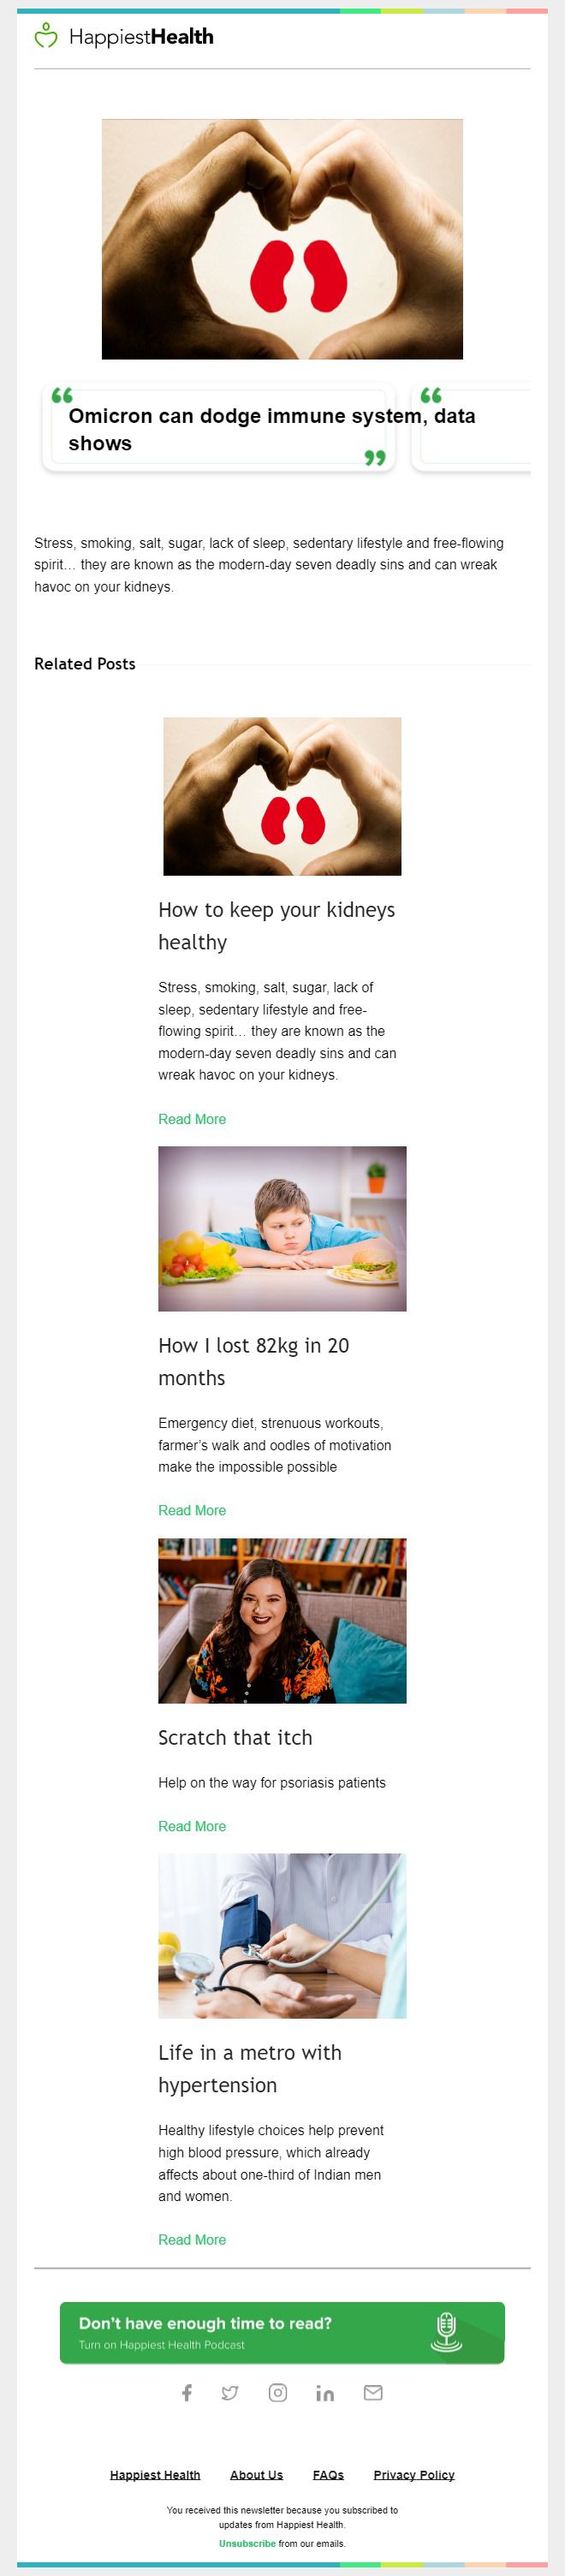 HappiestHealth
“
“
Omicron can dodge immune system, data
shows
”
Stress, smoking, salt, sugar, lack of sleep, sedentary lifestyle and free-flowing
spirit… they are known as the modern-day seven deadly sins and can wreak
havoc on your kidneys.
Related Posts
How to keep your kidneys
healthy
Stress, smoking, salt, sugar, lack of
sleep, sedentary lifestyle and free-
flowing spirit… they are known as the
modern-day seven deadly sins and can
wreak havoc on your kidneys.
Read More
How I lost 82kg in 20
months
Emergency diet, strenuous workouts,
farmer’s walk and oodles of motivation
make the impossible possible
Read More
Scratch that itch
Help on the way for psoriasis patients
Read More
Life in a metro with
hypertension
Healthy lifestyle choices help prevent
high blood pressure, which already
affects about one-third of Indian men
and women.
Read More
Don’t have enough time to read?
Turn on Happiest Health Podcast
Happiest Health About Us FAQs Privacy Policy
You received this newsletter because you subscribed to
updates from Happiest Health.
Unsubscribe from our emails.